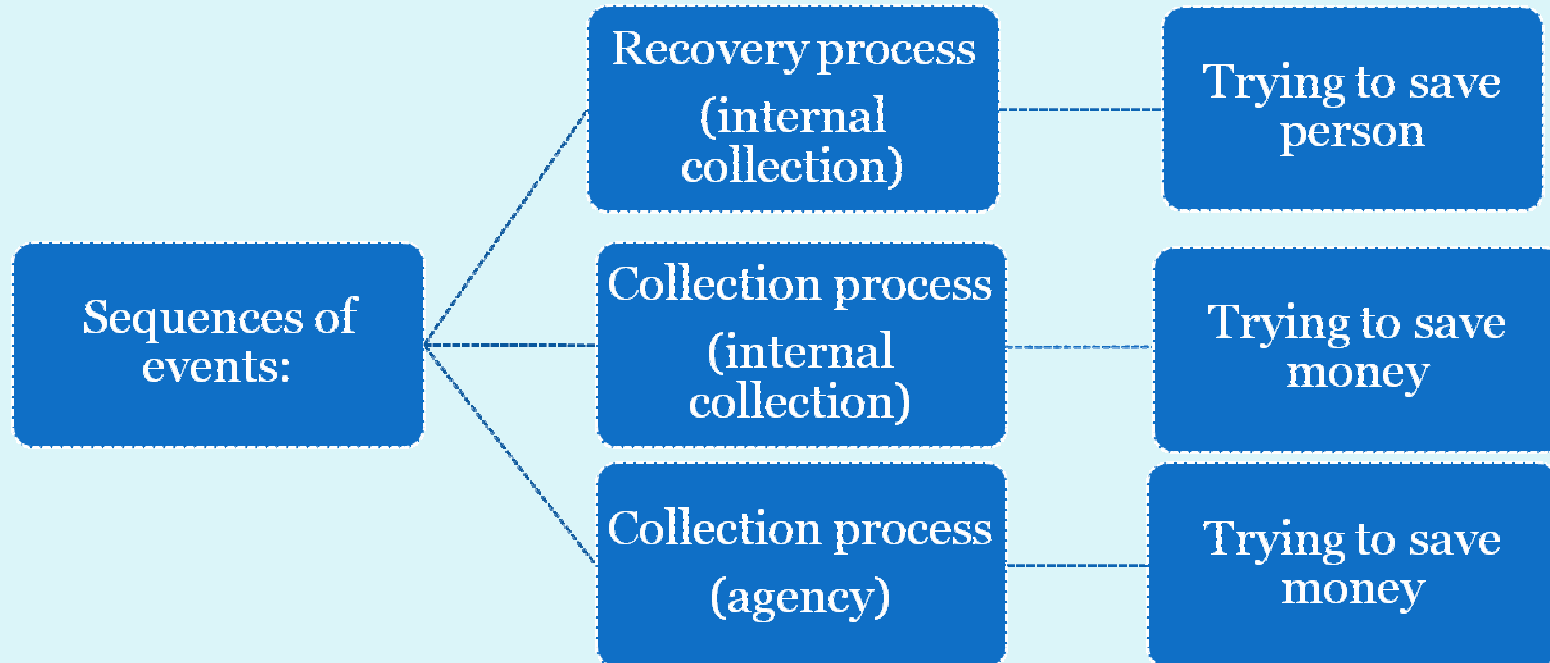 Sequences of
events:
Recovery process
(internal
collection)
Trying to save
person
Collection process
(internal
collection)
Trying to save
money
Collection process
(agency)
Trying to save
money